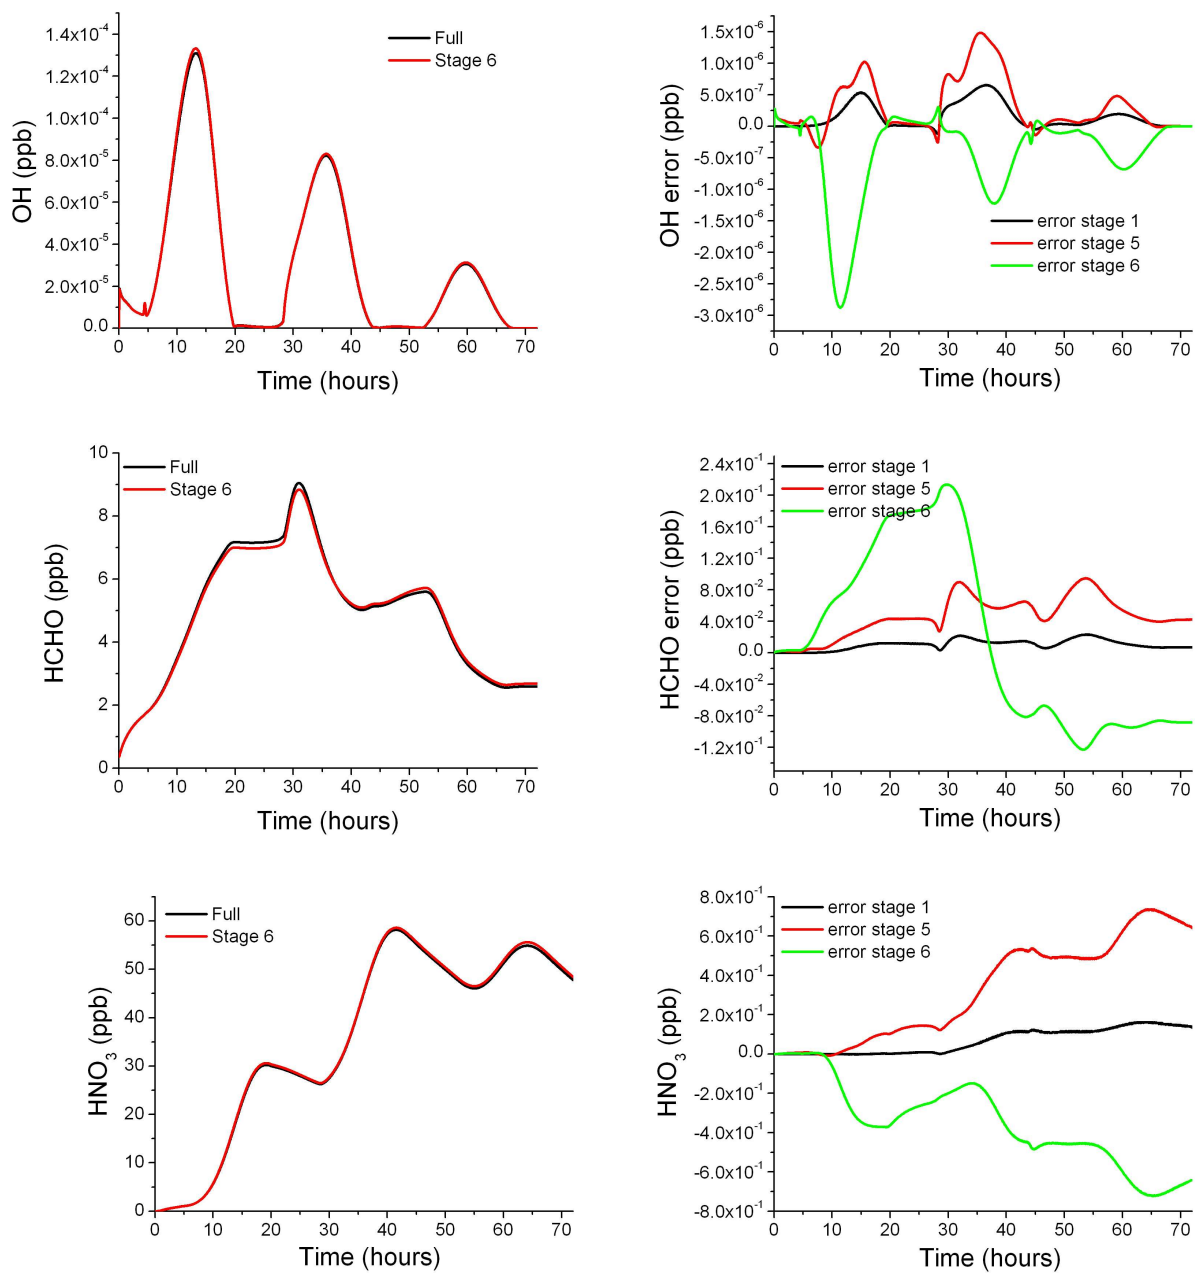 OH (ppb)
1.4x10⁻⁴
1.2x10⁻⁴
1.0x10⁻⁴
8.0x10⁻⁵
6.0x10⁻⁵
4.0x10⁻⁵
2.0x10⁻⁵
0.0
Full
Stage 6
0 10 20 30 40 50 60 70
Time (hours)
OH error (ppb)
1.5x10⁻⁶
1.0x10⁻⁶
5.0x10⁻⁷
0.0
-5.0x10⁻⁷
-1.0x10⁻⁶
-1.5x10⁻⁶
-2.0x10⁻⁶
-2.5x10⁻⁶
-3.0x10⁻⁶
error stage 1
error stage 5
error stage 6
0 10 20 30 40 50 60 70
Time (hours)
HCHO (ppb)
10
8
6
4
2
0
Full
Stage 6
0 10 20 30 40 50 60 70
Time (hours)
HCHO error (ppb)
2.4x10⁻¹
2.0x10⁻¹
1.6x10⁻¹
1.2x10⁻¹
8.0x10⁻²
4.0x10⁻²
0.0
-4.0x10⁻²
-8.0x10⁻²
-1.2x10⁻¹
error stage 1
error stage 5
error stage 6
0 10 20 30 40 50 60 70
Time (hours)
HNO₃ (ppb)
60
50
40
30
20
10
0
Full
Stage 6
0 10 20 30 40 50 60 70
Time (hours)
HNO₃ (ppb)
8.0x10⁻¹
6.0x10⁻¹
4.0x10⁻¹
2.0x10⁻¹
0.0
-2.0x10⁻¹
-4.0x10⁻¹
-6.0x10⁻¹
-8.0x10⁻¹
error stage 1
error stage 5
error stage 6
0 10 20 30 40 50 60 70
Time (hours)